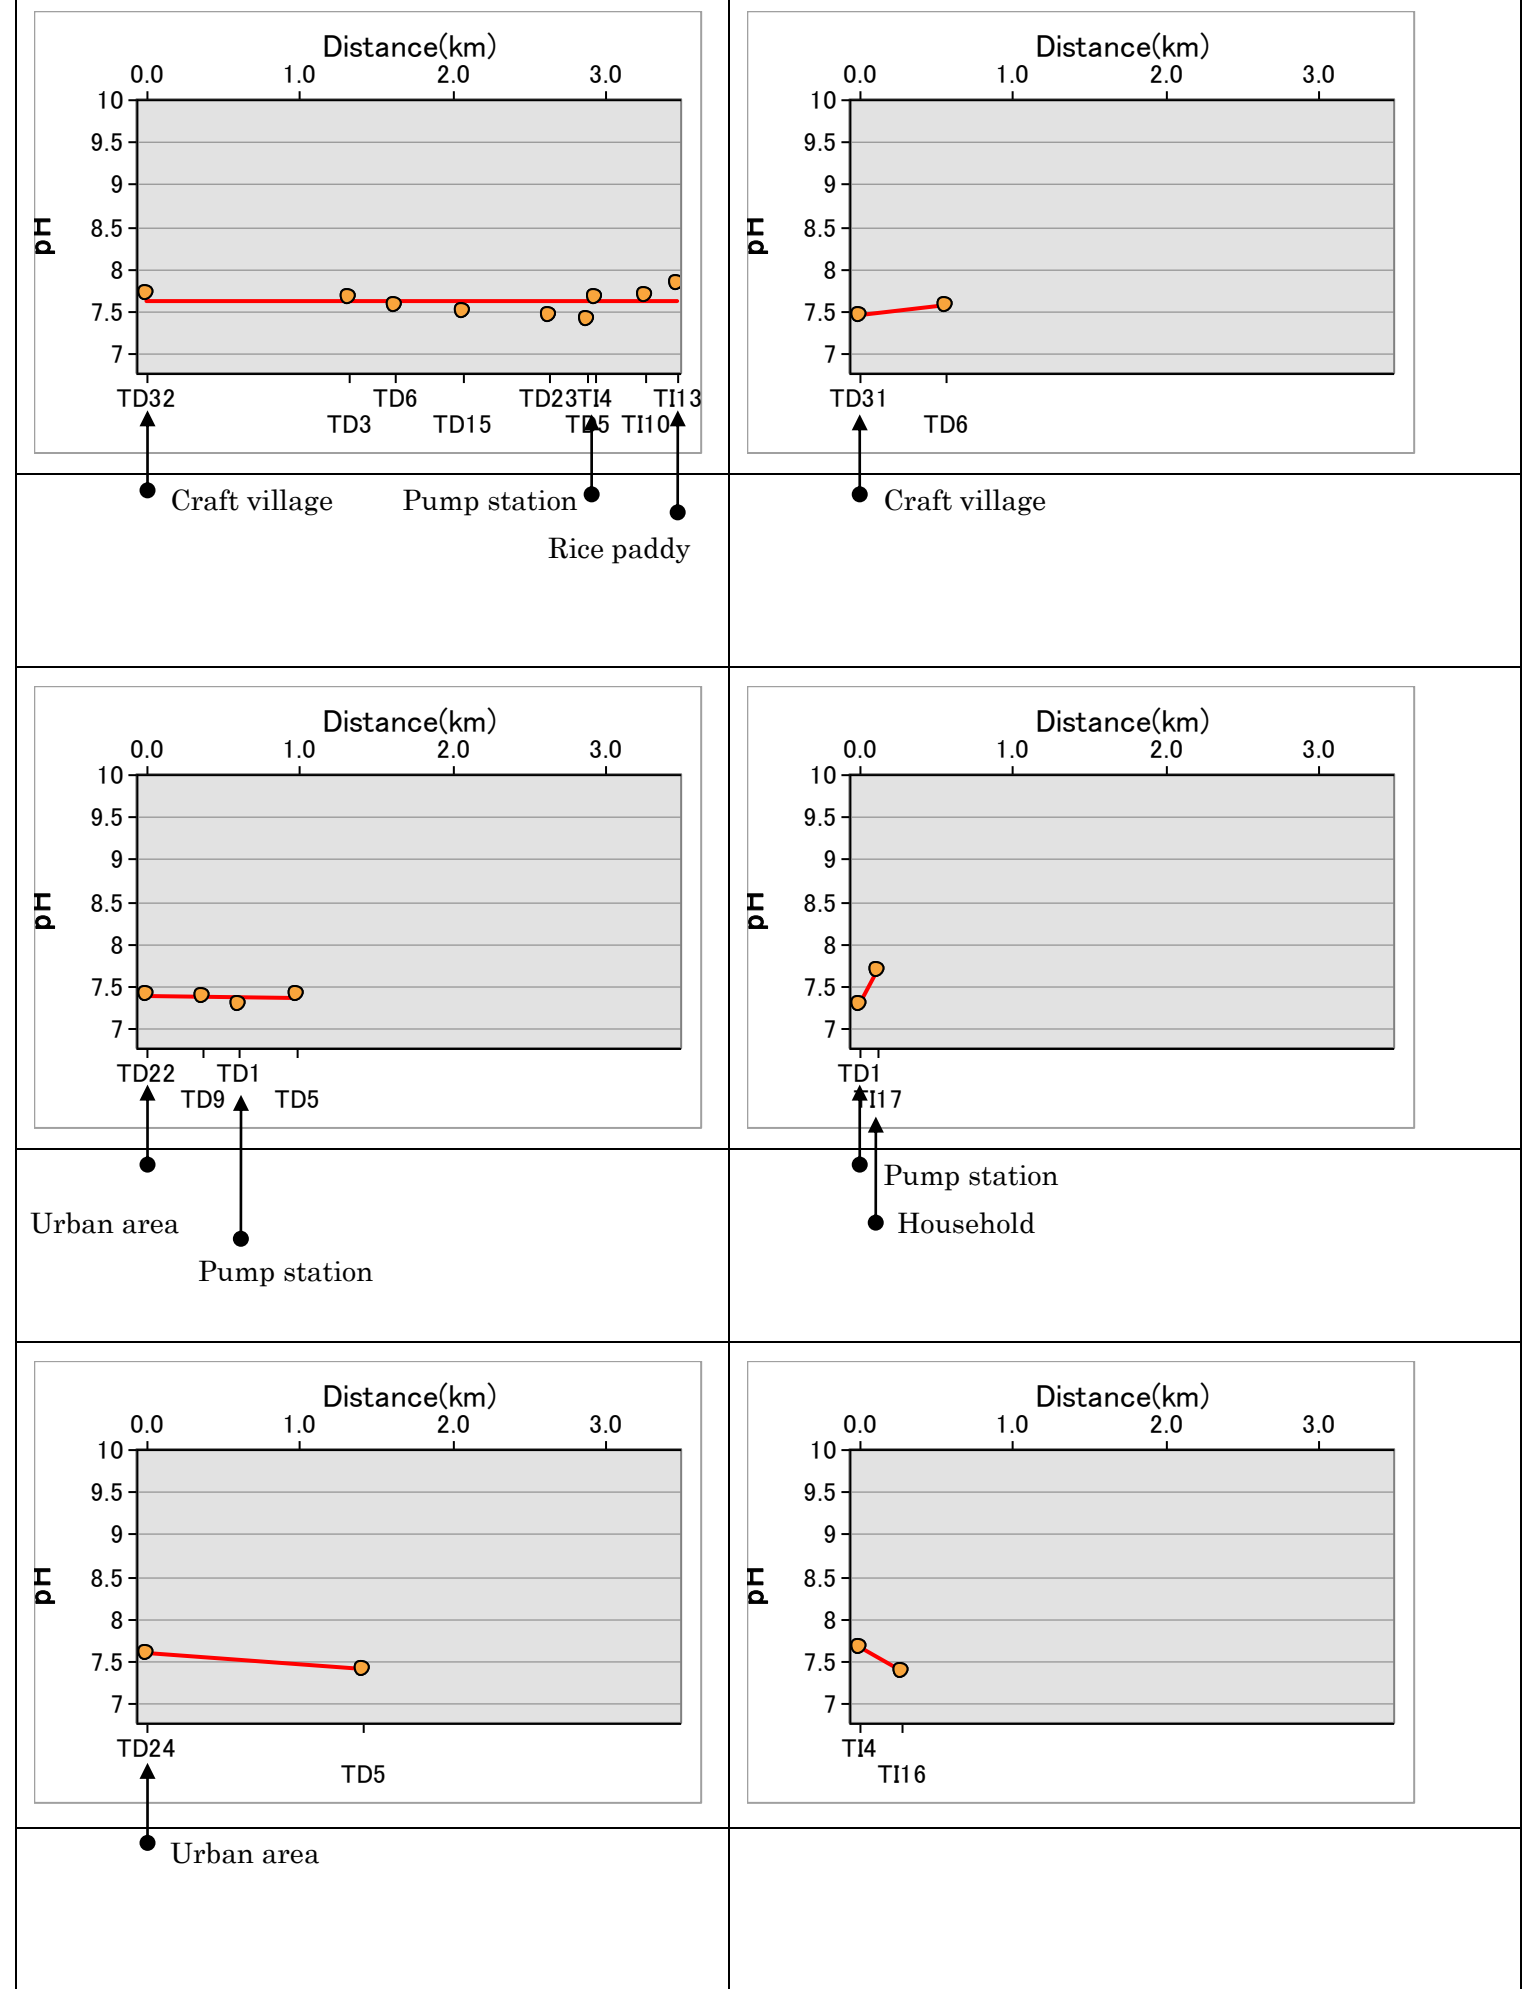 Distance(km)
0.0 1.0 2.0 3.0
10
9.5
9
8.5
8
7.5
7
pH
TD32 TD6 TD23 TI4 TI13
TD3 TD15 TD5 TI10
Craft village Pump station
Rice paddy
Distance(km)
0.0 1.0 2.0 3.0
10
9.5
9
8.5
8
7.5
7
pH
TD31
TD6
Craft village
Distance(km)
0.0 1.0 2.0 3.0
10
9.5
9
8.5
8
7.5
7
pH
TD22 TD1
TD9 TD5
Urban area
Pump station
Distance(km)
0.0 1.0 2.0 3.0
10
9.5
9
8.5
8
7.5
7
pH
TD1
TI17
Pump station
Household
Distance(km)
0.0 1.0 2.0 3.0
10
9.5
9
8.5
8
7.5
7
pH
TD24
TD5
Urban area
Distance(km)
0.0 1.0 2.0 3.0
10
9.5
9
8.5
8
7.5
7
pH
TI4
TI16